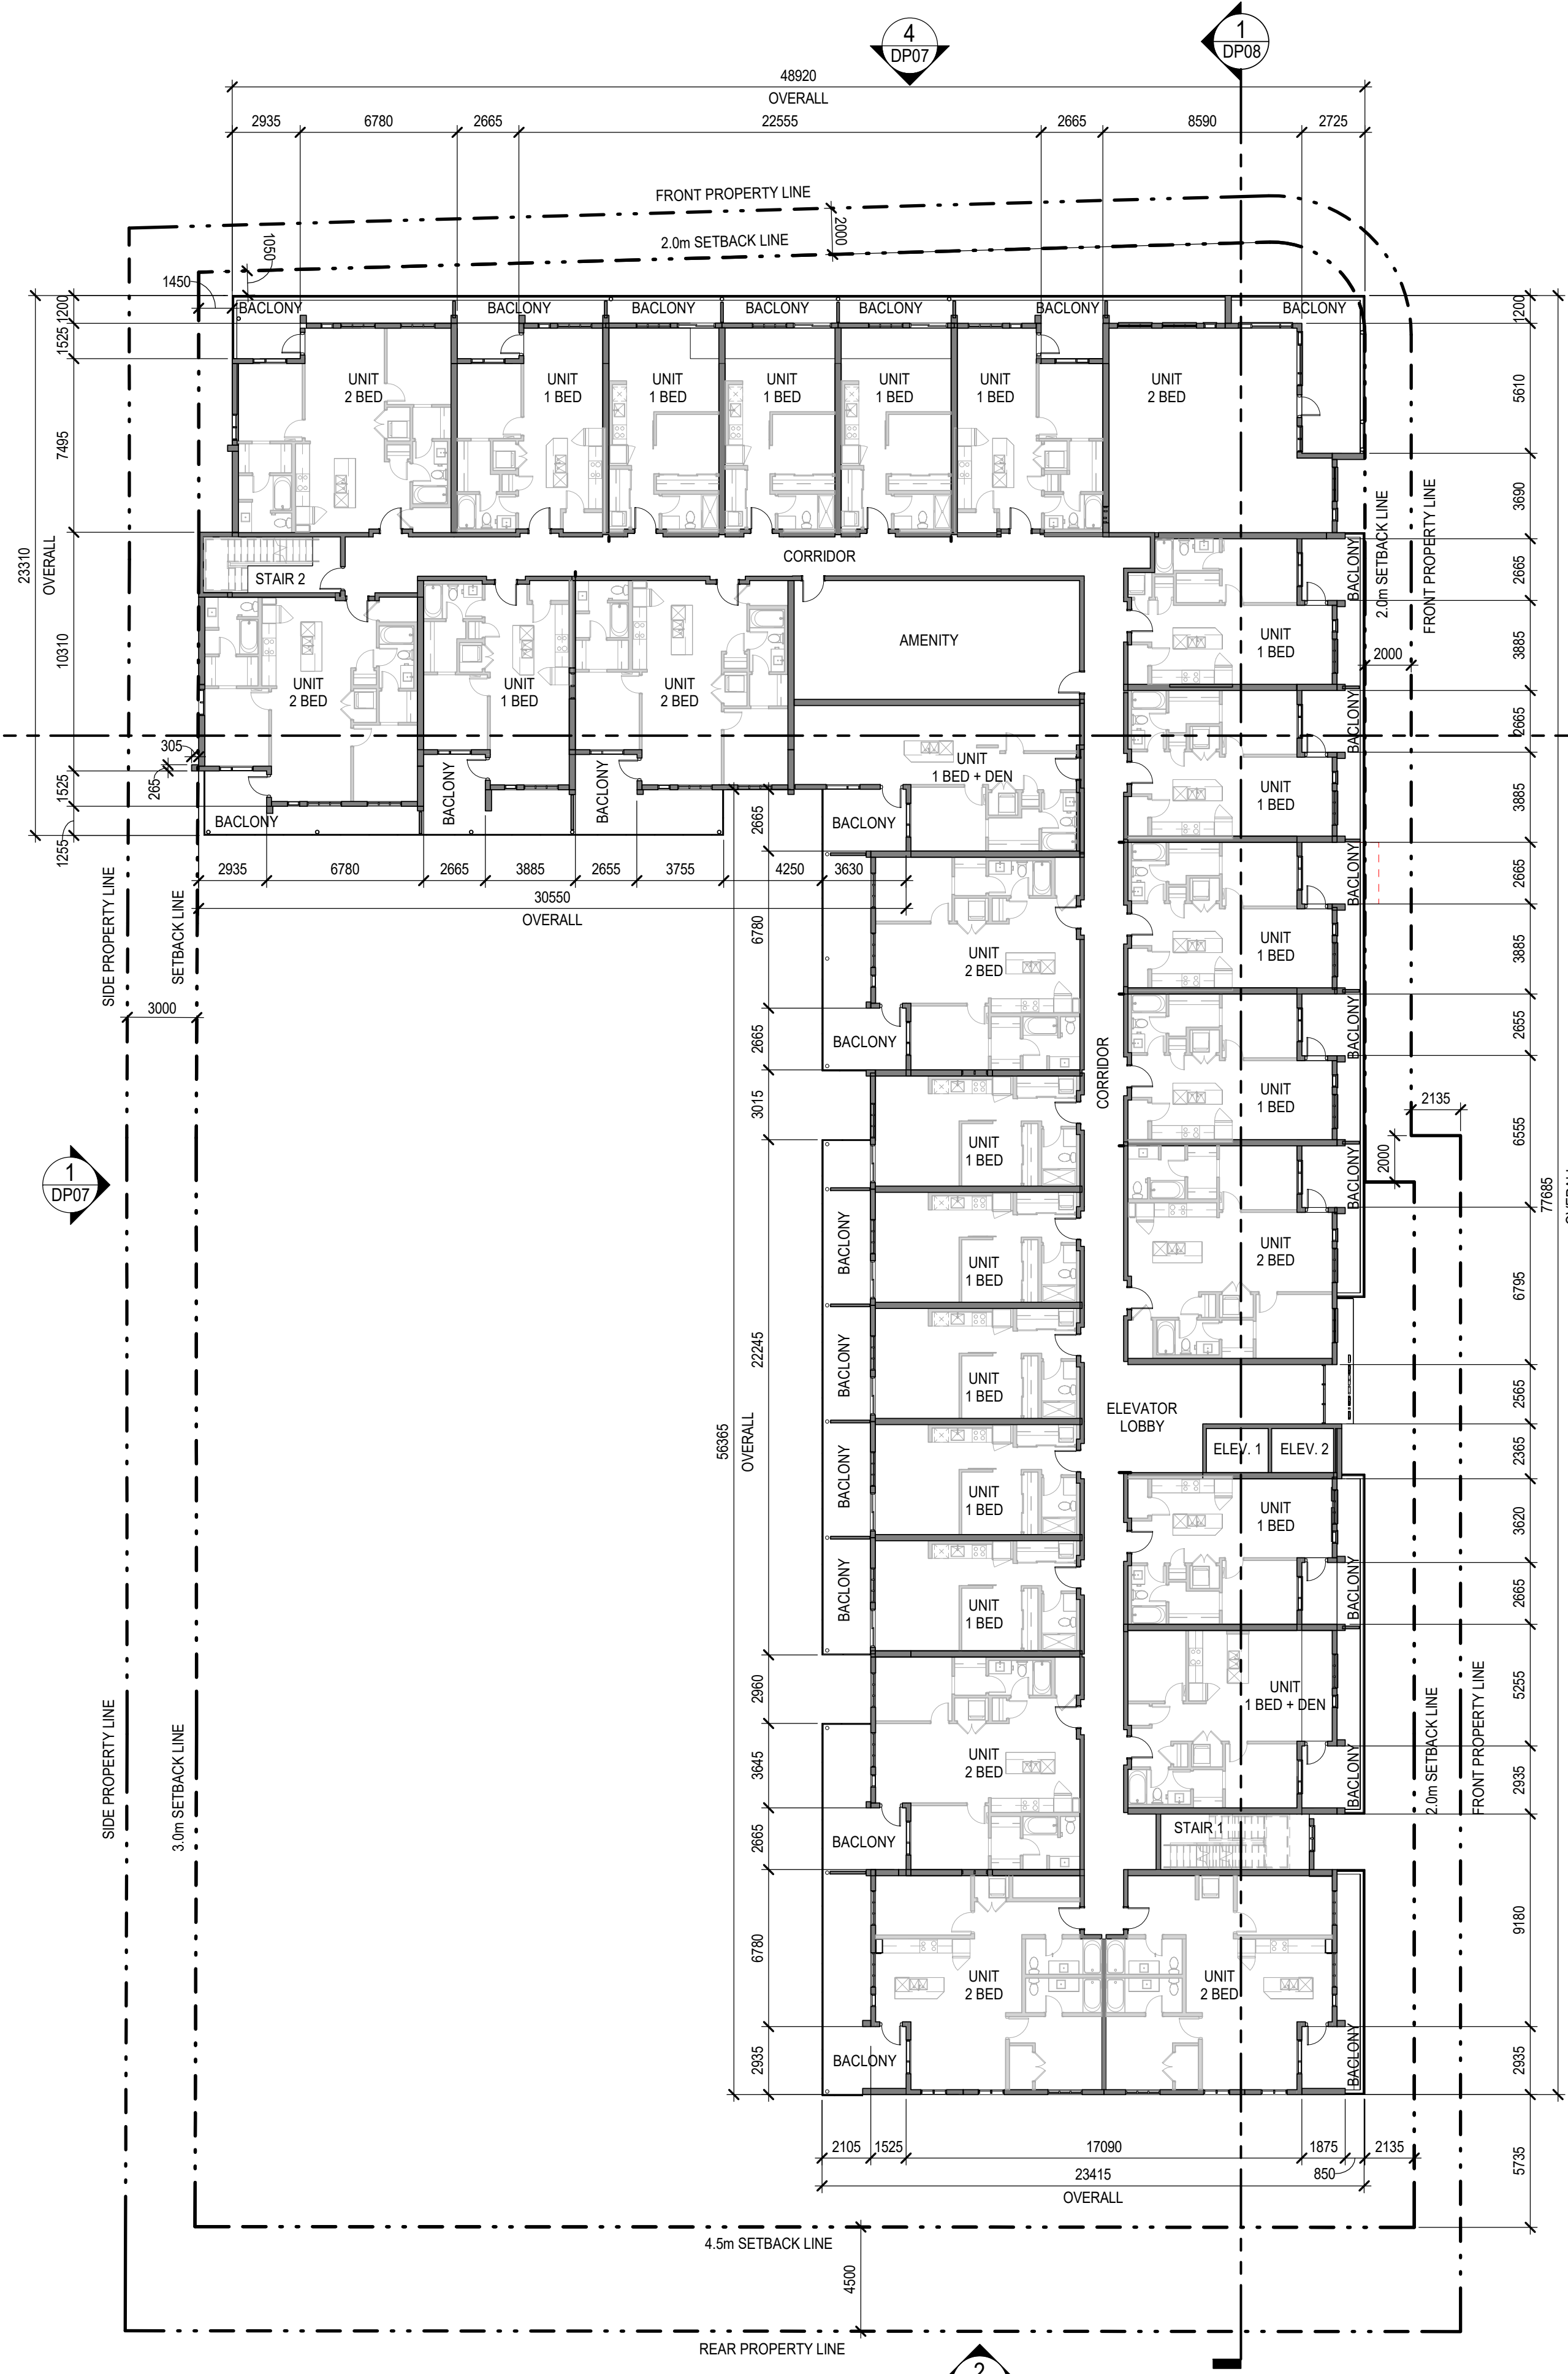 4
DP07
1
DP08
48920
OVERALL
2935
6780
2665
22555
2665
8590
2725
FRONT PROPERTY LINE
2000
2.0m SETBACK LINE
1050
1450
BACLONY
BACLONY
BACLONY
BACLONY
BACLONY
BACLONY
1200
1525
7495
10310
1525
1255
23310
OVERALL
305
265
UNIT
2 BED
UNIT
1 BED
UNIT
1 BED
UNIT
1 BED
UNIT
1 BED
UNIT
1 BED
UNIT
2 BED
CORRIDOR
STAIR 2
AMENITY
UNIT
2 BED
UNIT
1 BED
UNIT
2 BED
UNIT
1 BED + DEN
BACLONY
BACLONY
BACLONY
BACLONY
2935
6780
2665
3885
2655
3755
4250
3630
30550
OVERALL
SIDE PROPERTY LINE
SETBACK LINE
3000
1
DP07
SIDE PROPERTY LINE
3.0m SETBACK LINE
2665
6780
2665
3015
22245
2960
3645
2665
6780
2935
56365
OVERALL
UNIT
2 BED
BACLONY
UNIT
1 BED
BACLONY
UNIT
1 BED
BACLONY
UNIT
1 BED
BACLONY
UNIT
1 BED
BACLONY
UNIT
1 BED
UNIT
2 BED
BACLONY
UNIT
2 BED
BACLONY
CORRIDOR
UNIT
1 BED
BACLONY
UNIT
1 BED
BACLONY
UNIT
1 BED
BACLONY
UNIT
1 BED
BACLONY
UNIT
2 BED
BACLONY
ELEVATOR
LOBBY
ELEV. 1
ELEV. 2
UNIT
1 BED
BACLONY
UNIT
1 BED + DEN
BACLONY
STAIR 1
UNIT
2 BED
BACLONY
2.0m SETBACK LINE
FRONT PROPERTY LINE
2000
2135
2000
2.0m SETBACK LINE
FRONT PROPERTY LINE
1200
5610
3690
2665
3885
2665
3885
2665
3885
2655
6555
6795
2565
2365
3620
2665
5255
2935
9180
2935
5735
77685
2105
1525
17090
1875
2135
850
23415
OVERALL
4.5m SETBACK LINE
4500
REAR PROPERTY LINE
2